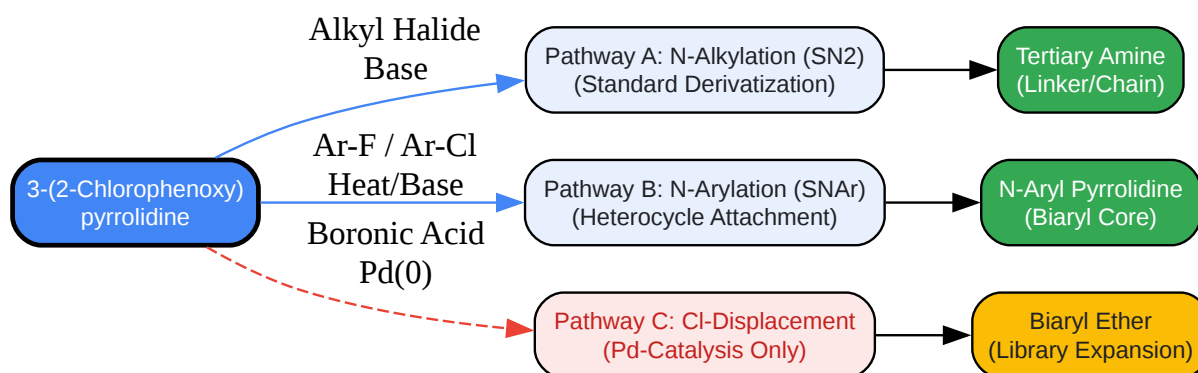 3-(2-Chlorophenoxy)
pyrrolidine
Alkyl Halide
Base
Pathway A: N-Alkylation (SN2)
(Standard Derivatization)
Tertiary Amine
(Linker/Chain)
Ar-F / Ar-Cl
Heat/Base
Pathway B: N-Arylation (SNAr)
(Heterocycle Attachment)
N-Aryl Pyrrolidine
(Biaryl Core)
Boronic Acid
Pd(0)
Pathway C: Cl-Displacement
(Pd-Catalysis Only)
Biaryl Ether
(Library Expansion)